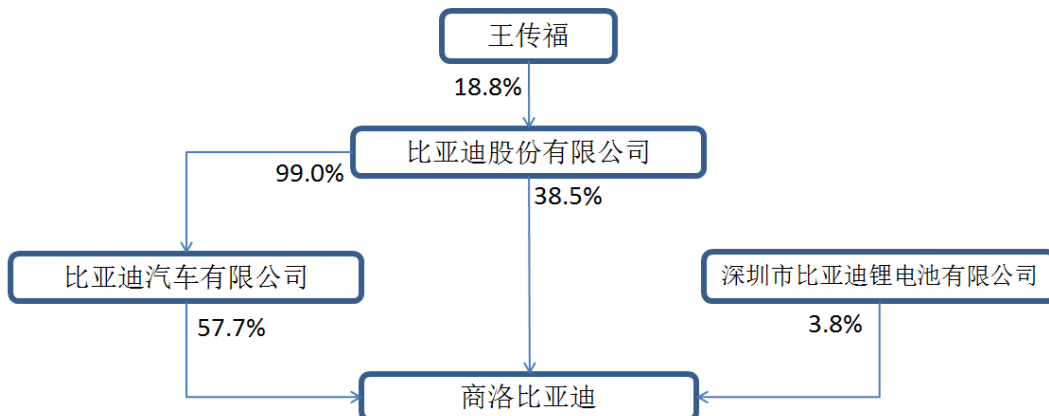 王传福
18.8%
比亚迪股份有限公司
99.0%
38.5%
比亚迪汽车有限公司
深圳市比亚迪锂电池有限公司
57.7%
3.8%
商洛比亚迪